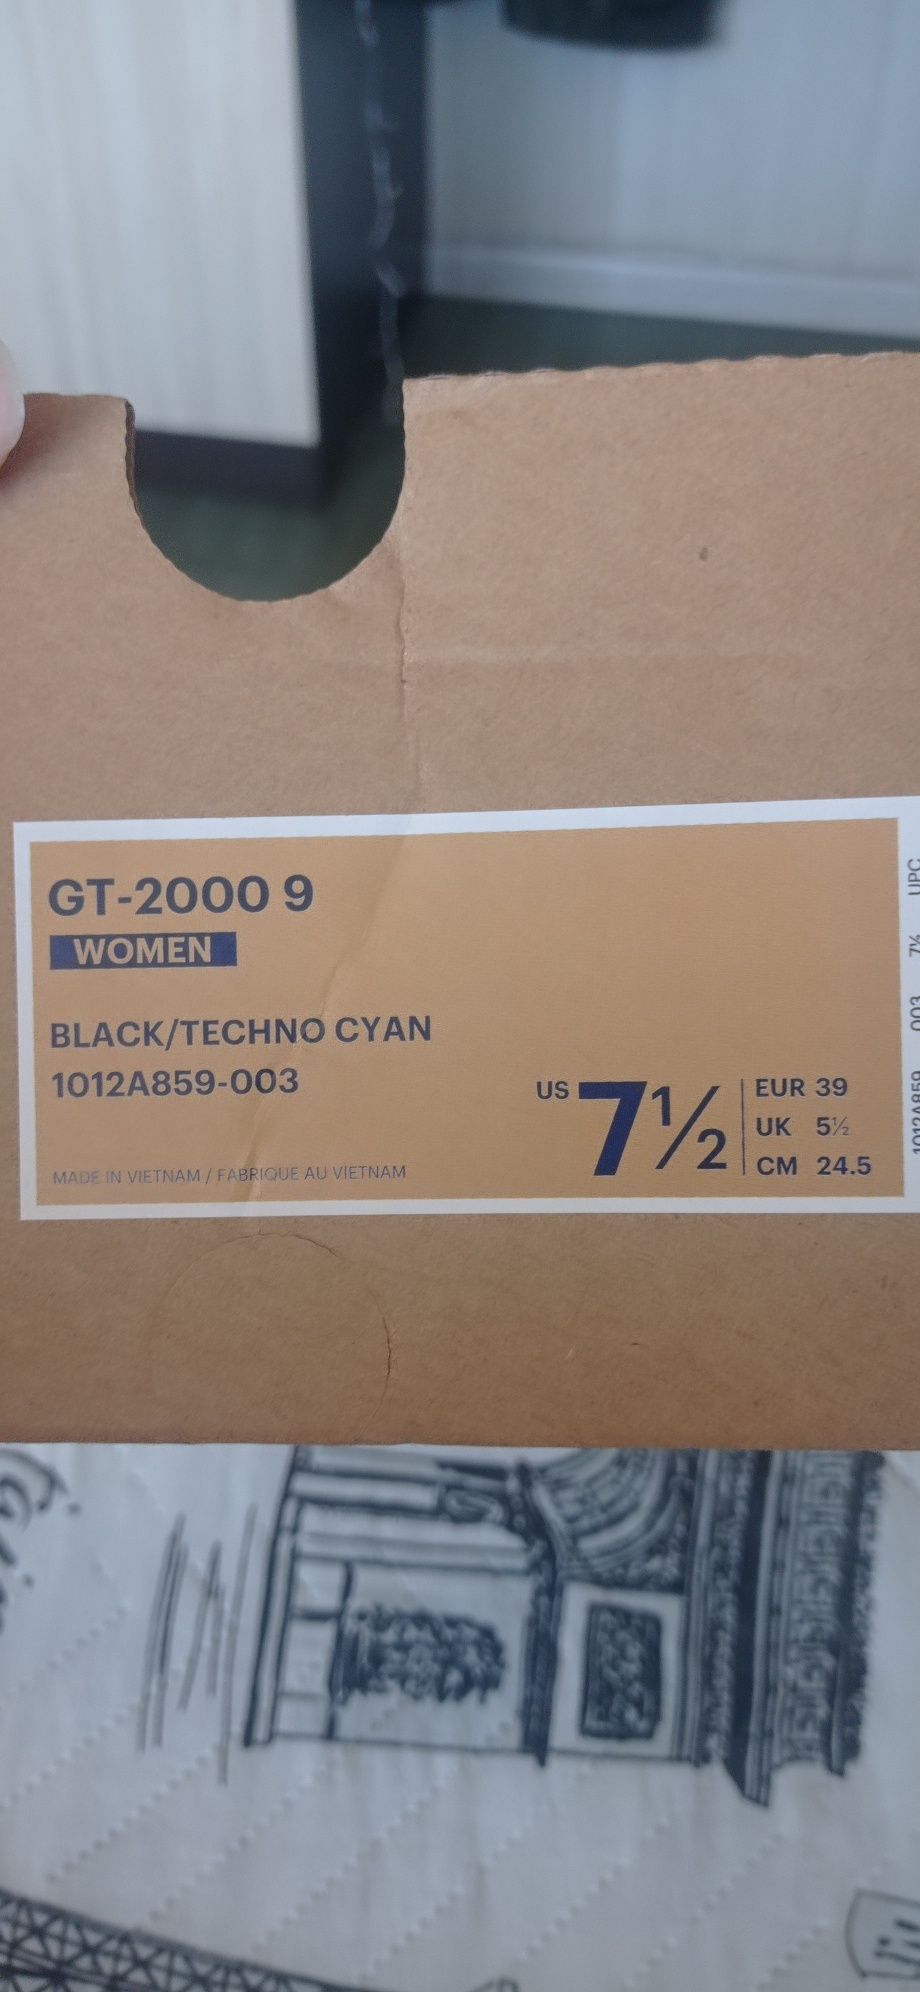 GT-2000 9
WOMEN
BLACK/TECHNO CYAN
1012A859-003
MADE IN VIETNAM / FABRIQUE AU VIETNAM
US 7½
EUR 39
UK 5½
CM 24.5
1012A859 003 7½ UPC